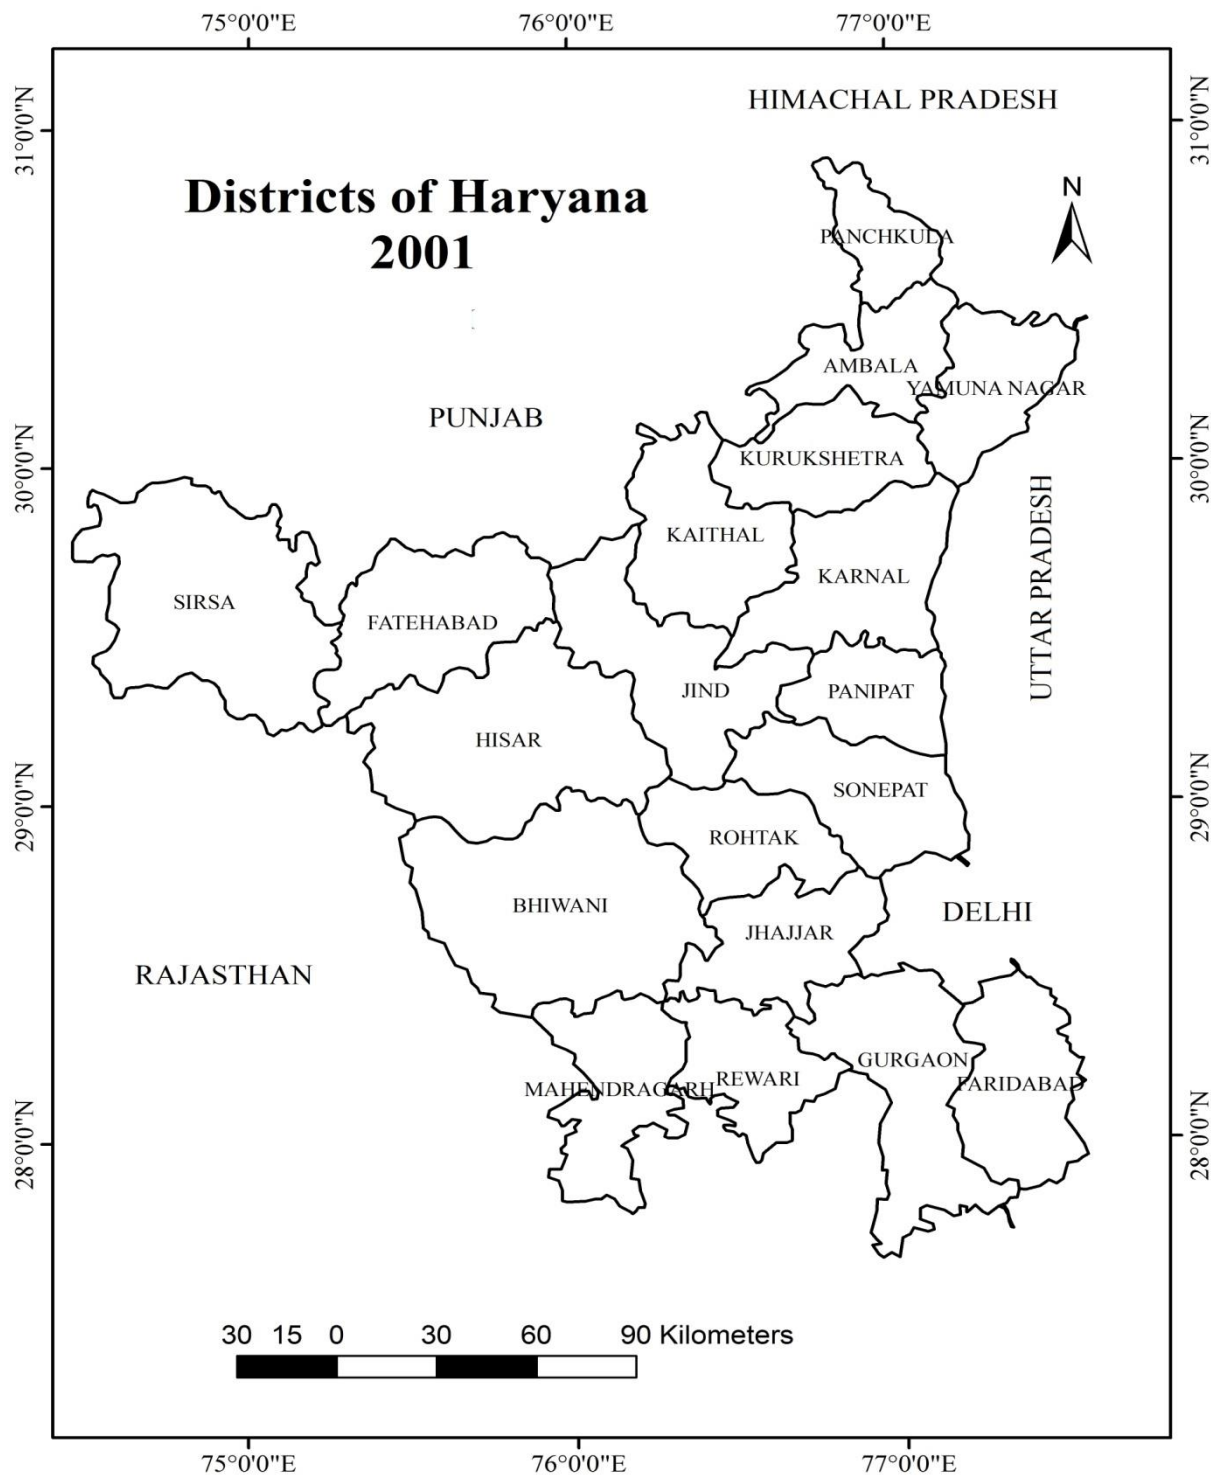 75°0'0"E 76°0'0"E 77°0'0"E
HIMACHAL PRADESH
31°0'0"N
31°0'0"N
Districts of Haryana
2001
N
PANCHKULA
AMBALA
YAMUNA NAGAR
PUNJAB
KURUKSHETRA
30°0'0"N
30°0'0"N
KAITHAL
KARNAL
UTTAR PRADESH
SIRSA
FATEHABAD
JIND
PANIPAT
HISAR
SONEPAT
29°0'0"N
29°0'0"N
ROHTAK
BHIWANI
DELHI
JHAJJAR
RAJASTHAN
GURGAON
REWARI
FARIDABAD
MAHENDRAGARH
28°0'0"N
28°0'0"N
30 15 0 30 60 90 Kilometers
75°0'0"E 76°0'0"E 77°0'0"E